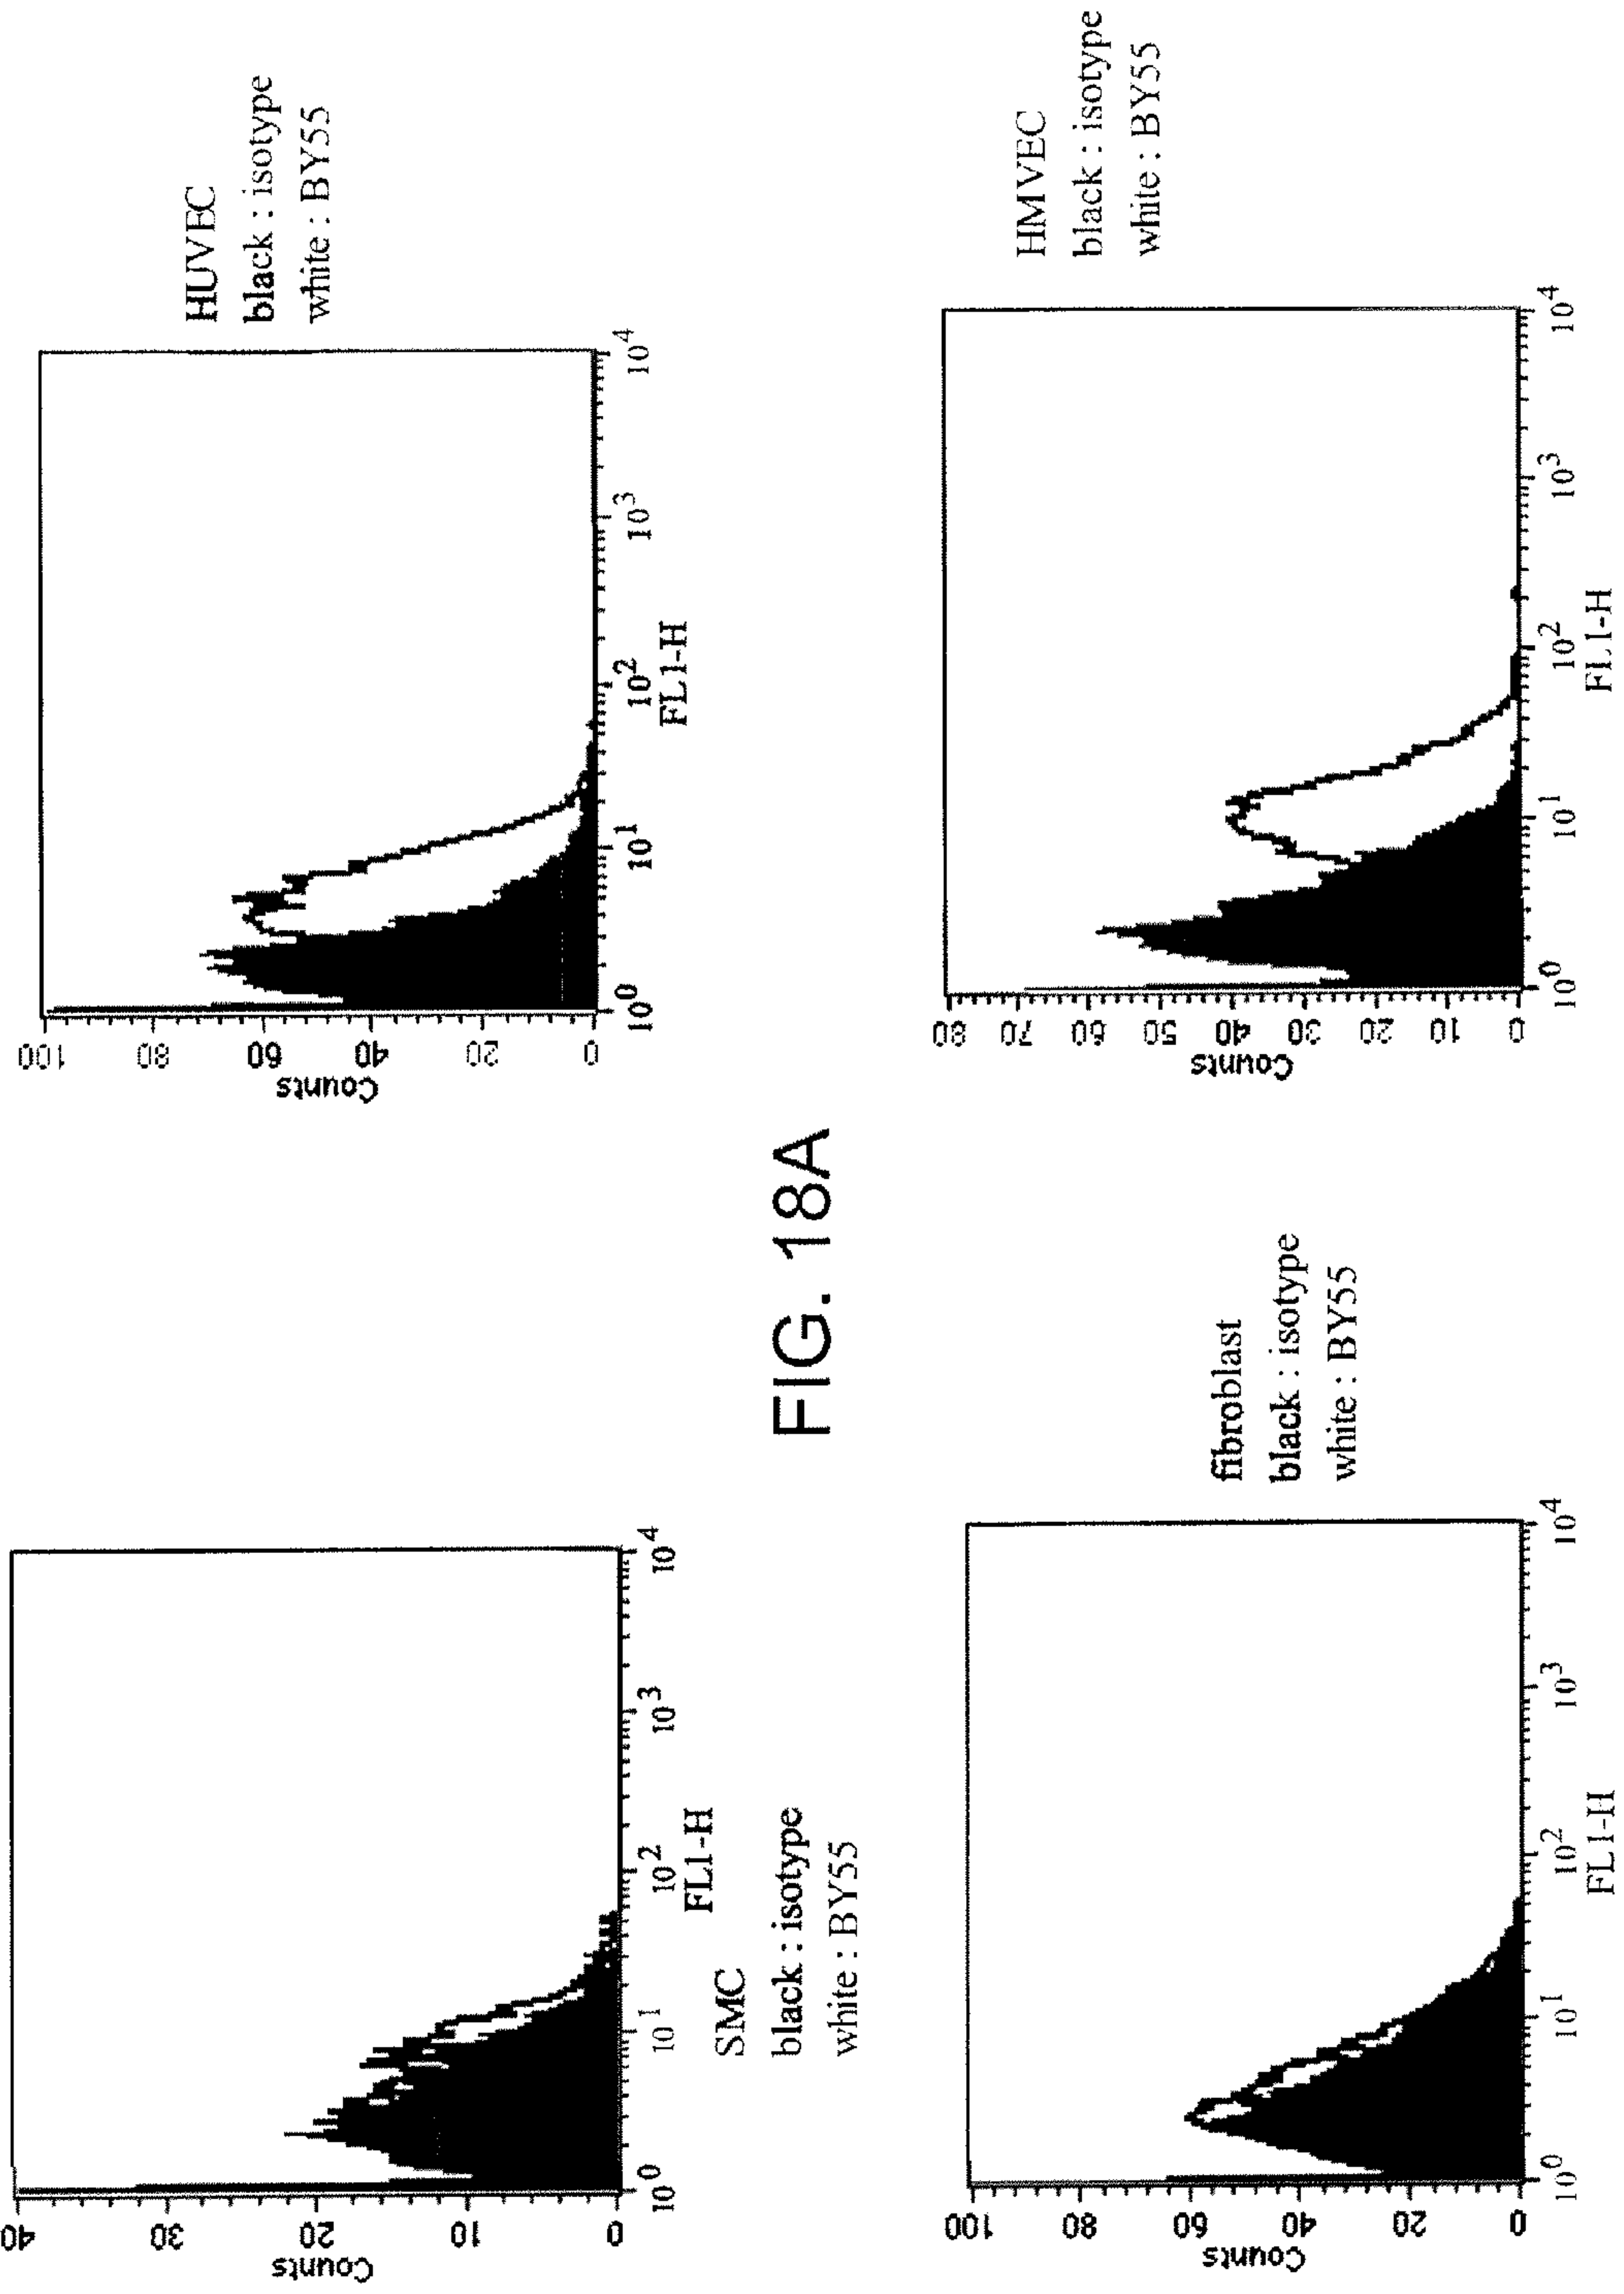 40
30
20
10
0
Counts
10^0 10^1 10^2 10^3 10^4
FL1-H
SMC
black : isotype
white : BY55
100
80
60
40
20
0
Counts
10^0 10^1 10^2 10^3 10^4
FL1-H
HUVEC
black : isotype
white : BY55
FIG. 18A
100
80
60
40
20
0
Counts
10^0 10^1 10^2 10^3 10^4
FL1-H
fibroblast
black : isotype
white : BY55
80
70
60
50
40
30
20
10
0
Counts
10^0 10^1 10^2 10^3 10^4
FL1-H
HMVEC
black : isotype
white : BY55